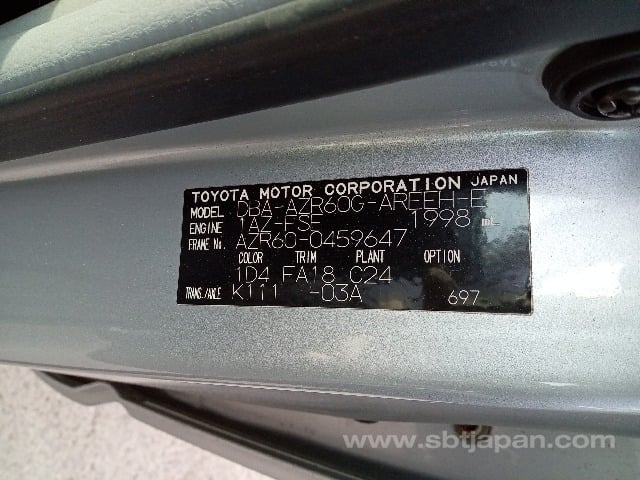 TOYOTA MOTOR CORPORATION JAPAN
MODEL DBA-AZR60G-AREEH-E
ENGINE 1AZ-FSE 1998 mL
FRAME No. AZR60-0459647
COLOR TRIM PLANT OPTION
1D4 FA18 C24
TRANS./AXLE K111 -03A 697
www.sbtjapan.com